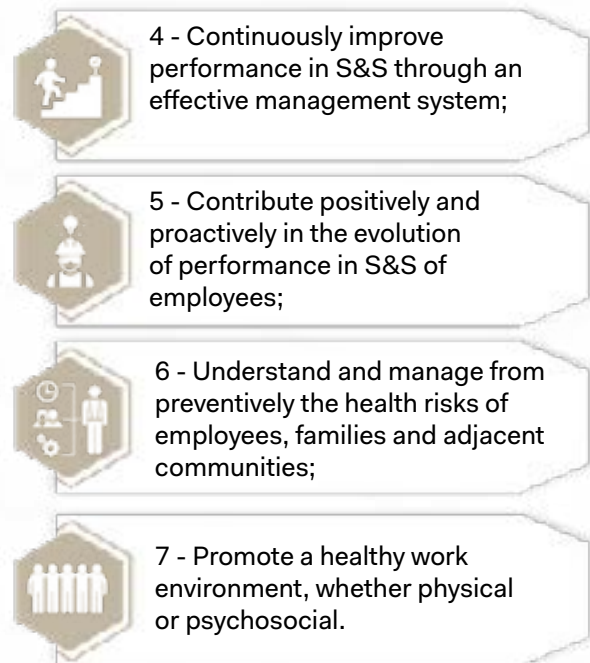 4 - Continuously improve
performance in S&S through an
effective management system;
5 - Contribute positively and
proactively in the evolution
of performance in S&S of
employees;
6 - Understand and manage from
preventively the health risks of
employees, families and adjacent
communities;
7 - Promote a healthy work
environment, whether physical
or psychosocial.